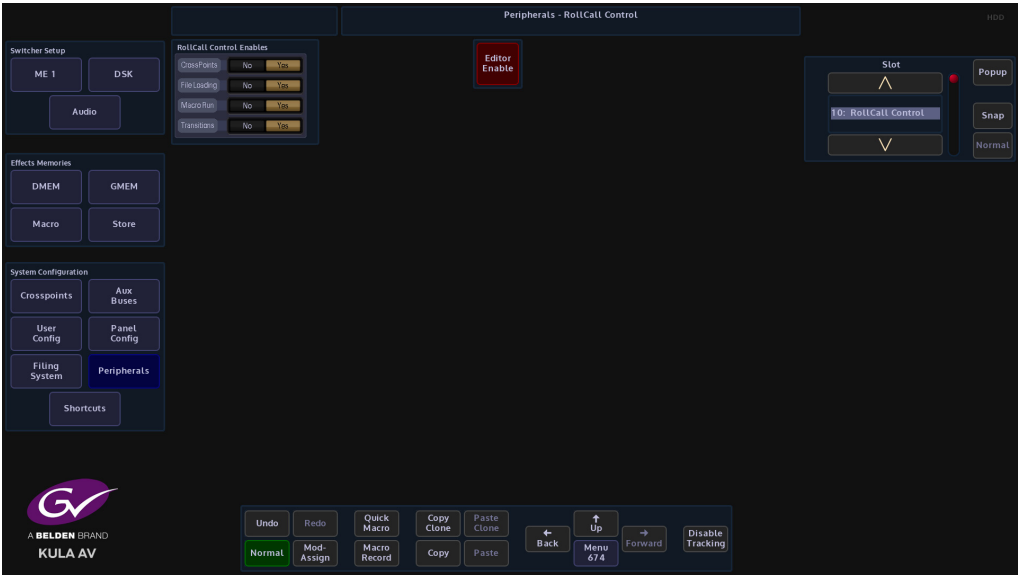 Peripherals - RollCall Control
HDD
Switcher Setup
ME 1
DSK
Audio
RollCall Control Enables
CrossPoints No Yes
File Loading No Yes
Macro Run No Yes
Transitions No Yes
Editor
Enable
Slot
10: RollCall Control
Popup
Snap
Normal
Effects Memories
DMEM
GMEM
Macro
Store
System Configuration
Crosspoints
Aux
Buses
User
Config
Panel
Config
Filing
System
Peripherals
Shortcuts
GV
A BELDEN BRAND
KULA AV
Undo
Redo
Quick
Macro
Copy
Clone
Paste
Clone
Normal
Mod-
Assign
Macro
Record
Copy
Paste
Back
Up
Menu
674
Forward
Disable
Tracking